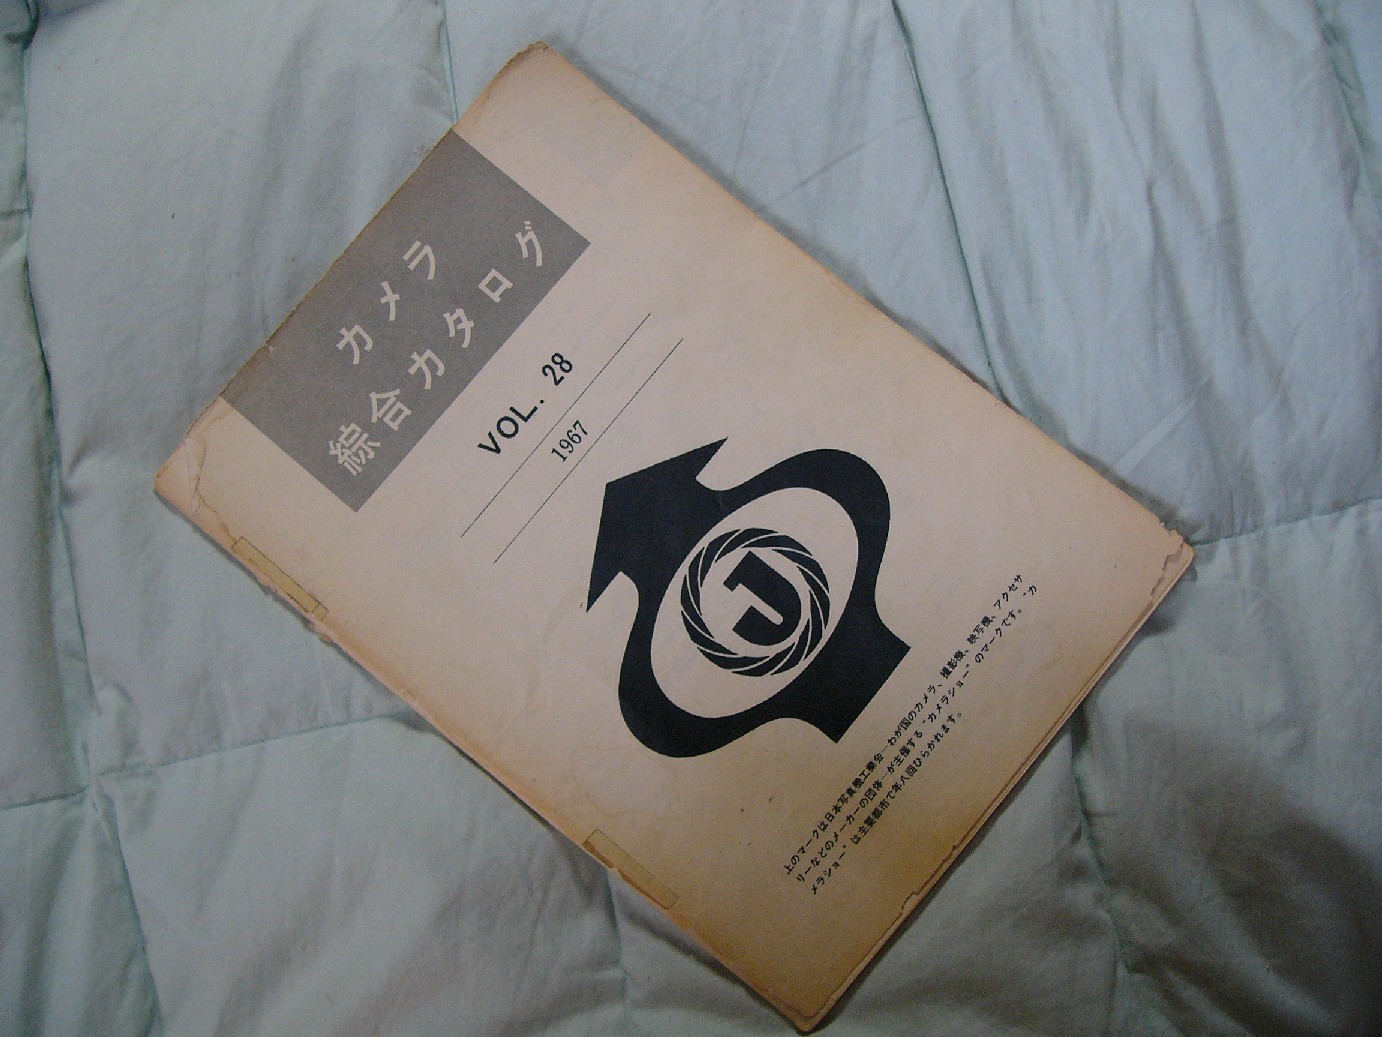 カメラ
綜合カタログ
VOL. 28
1967
J
上のマークは日本写真機工業会―わが国のカメラ、撮影機、映写機、アクセサ
リーなどのメーカーの団体―が主催する“カメラショー”のマークです。“カ
メラショー”は主要都市で年八回ひらかれます。